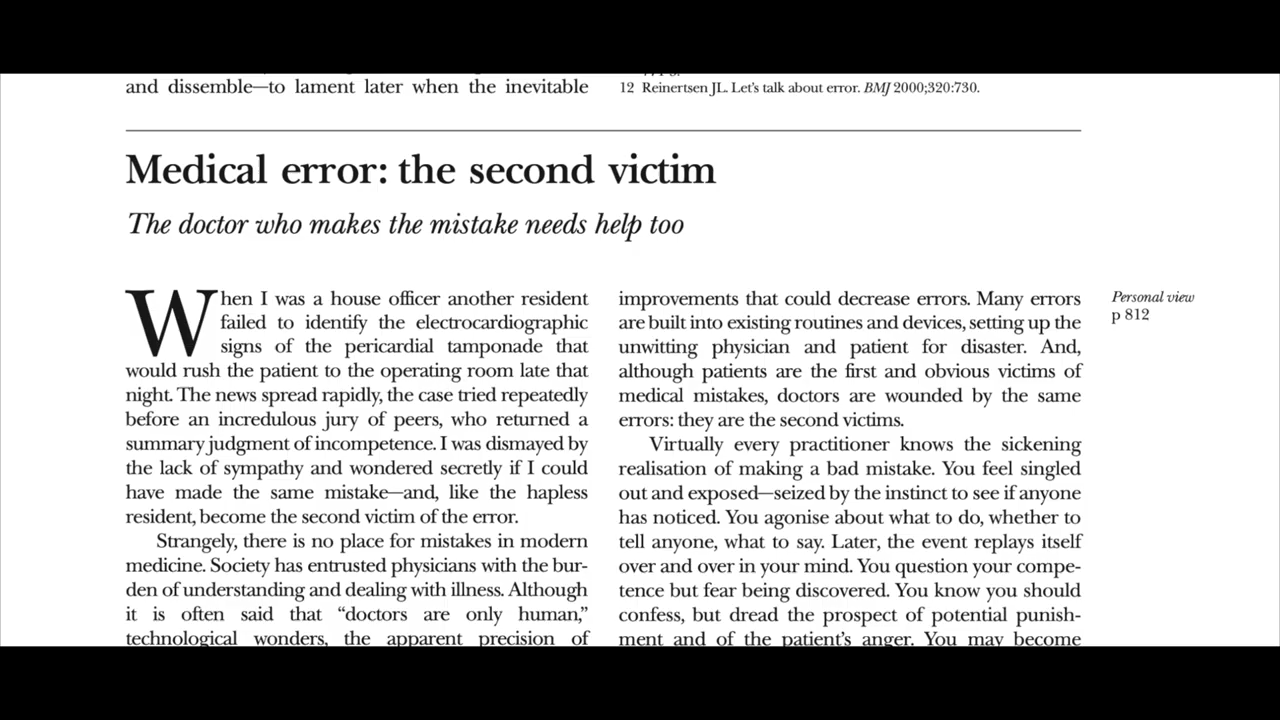 and dissemble—to lament later when the inevitable
12 Reinertsen JL. Let's talk about error. BMJ 2000;320:730.
Medical error: the second victim
The doctor who makes the mistake needs help too
When I was a house officer another resident
failed to identify the electrocardiographic
signs of the pericardial tamponade that
would rush the patient to the operating room late that
night. The news spread rapidly, the case tried repeatedly
before an incredulous jury of peers, who returned a
summary judgment of incompetence. I was dismayed by
the lack of sympathy and wondered secretly if I could
have made the same mistake—and, like the hapless
resident, become the second victim of the error.
Strangely, there is no place for mistakes in modern
medicine. Society has entrusted physicians with the bur-
den of understanding and dealing with illness. Although
it is often said that “doctors are only human,”
technological wonders, the apparent precision of
improvements that could decrease errors. Many errors
are built into existing routines and devices, setting up the
unwitting physician and patient for disaster. And,
although patients are the first and obvious victims of
medical mistakes, doctors are wounded by the same
errors: they are the second victims.
Virtually every practitioner knows the sickening
realisation of making a bad mistake. You feel singled
out and exposed—seized by the instinct to see if anyone
has noticed. You agonise about what to do, whether to
tell anyone, what to say. Later, the event replays itself
over and over in your mind. You question your compe-
tence but fear being discovered. You know you should
confess, but dread the prospect of potential punish-
ment and of the patient's anger. You may become
Personal view
p 812